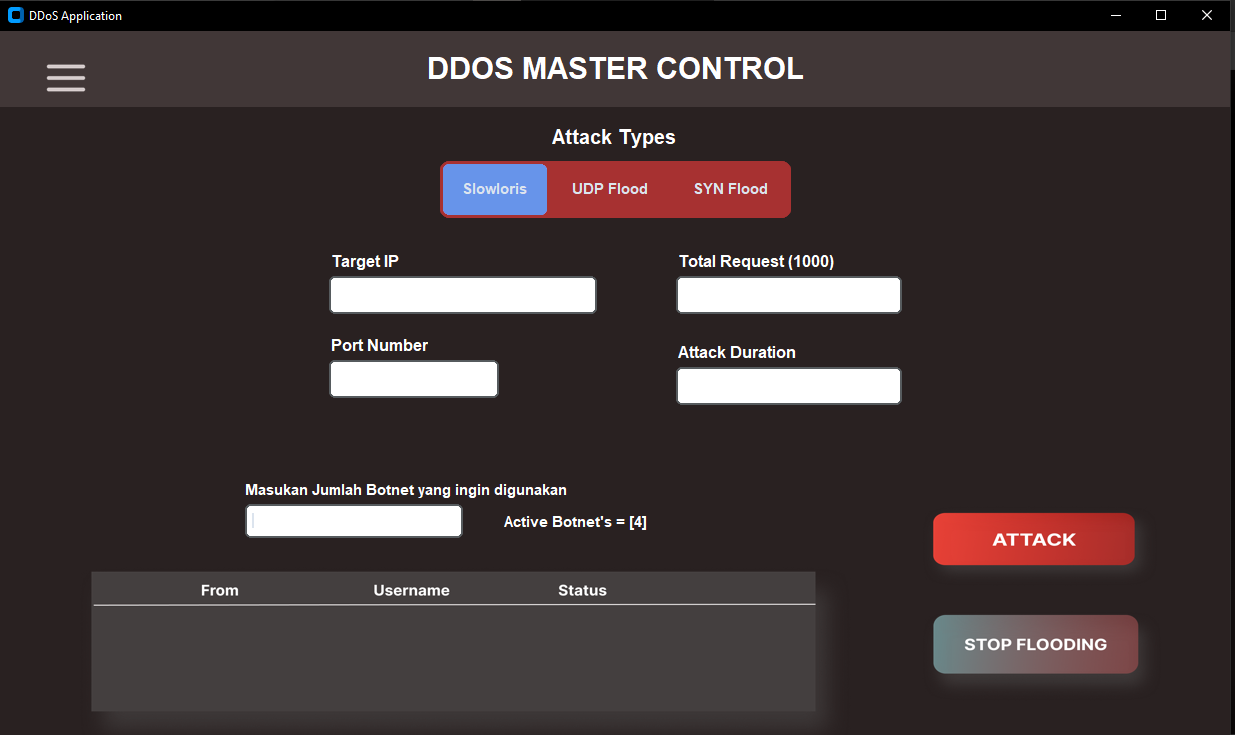 DDoS Application
DDOS MASTER CONTROL
Attack Types
Slowloris UDP Flood SYN Flood
Target IP
Total Request (1000)
Port Number
Attack Duration
Masukan Jumlah Botnet yang ingin digunakan
Active Botnet's = [4]
ATTACK
From Username Status
STOP FLOODING